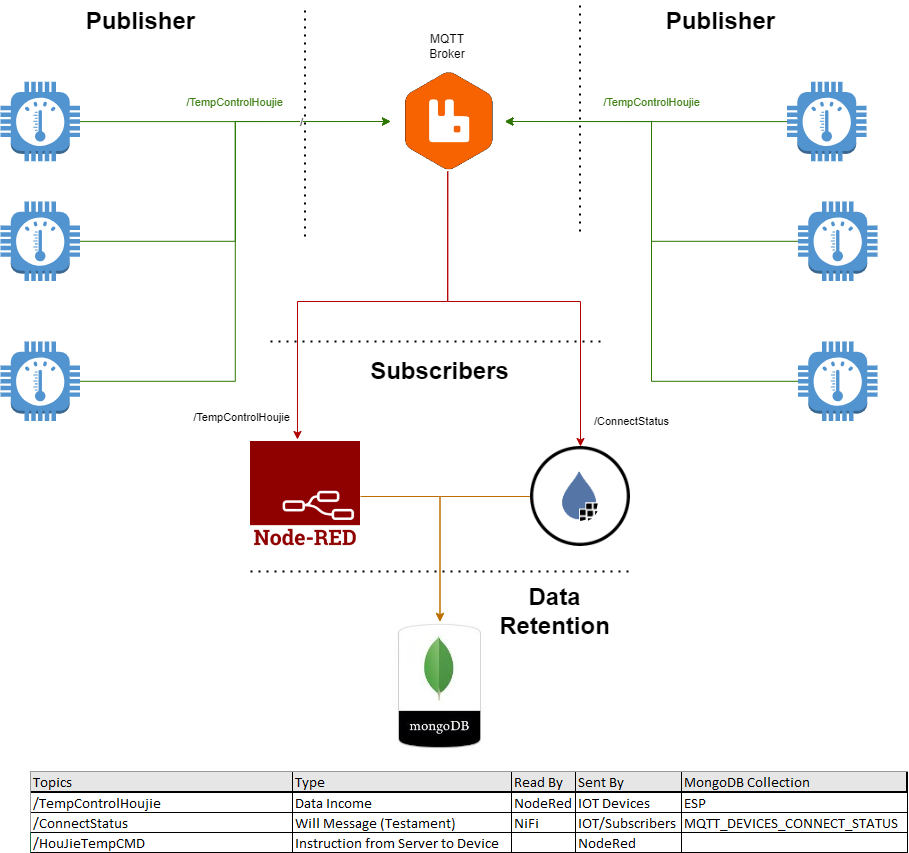 Publisher
Publisher
MQTT
Broker
/TempControlHoujie
/TempControlHoujie
Subscribers
/TempControlHoujie
/ConnectStatus
Node-RED
Data
Retention
mongoDB
Topics Type Read By Sent By MongoDB Collection
/TempControlHoujie Data Income NodeRed IOT Devices ESP
/ConnectStatus Will Message (Testament) NiFi IOT/Subscribers MQTT_DEVICES_CONNECT_STATUS
/HouJieTempCMD Instruction from Server to Device NodeRed